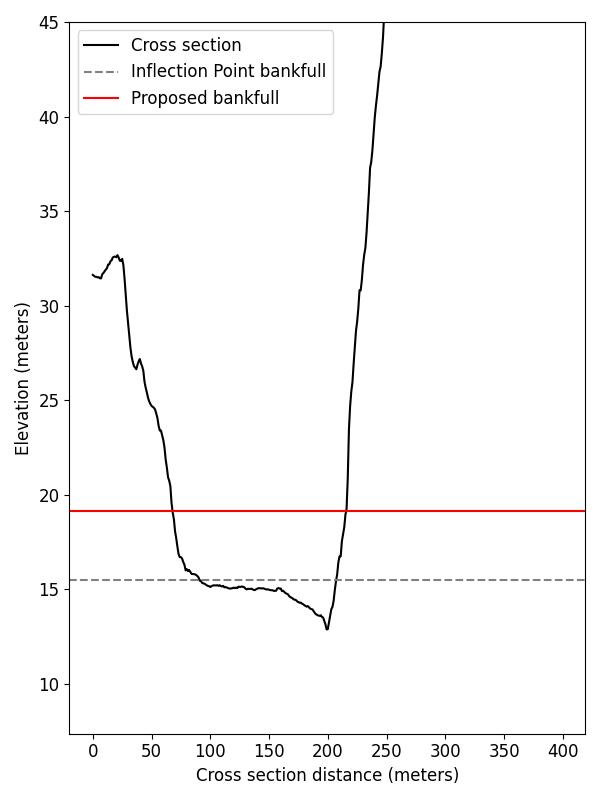 45
40
35
30
25
20
15
10
Elevation (meters)
Cross section
Inflection Point bankfull
Proposed bankfull
0 50 100 150 200 250 300 350 400
Cross section distance (meters)